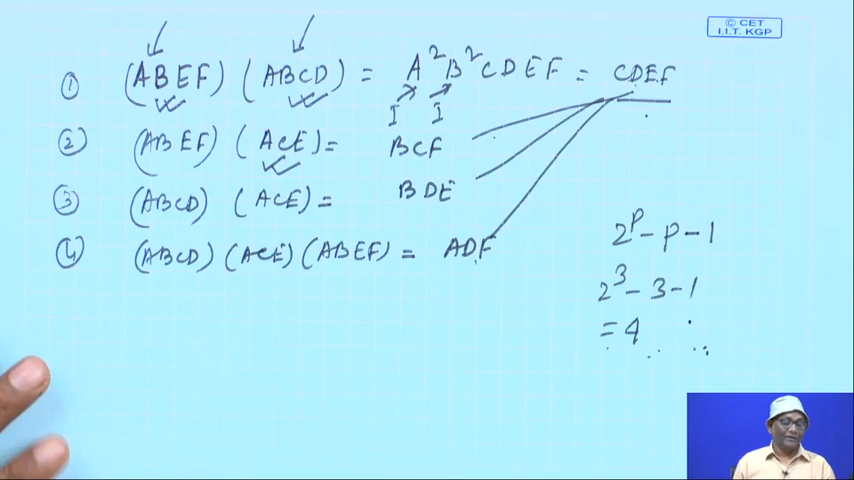 © CET
I.I.T. KGP
① (ABEF) (ABCD) = A²B²CDEF = CDEF
I I
② (ABEF) (ACE) = BCF
③ (ABCD) (ACE) = BDE
④ (ABCD) (ACE) (ABEF) = ADF
2ᵖ - p - 1
2³ - 3 - 1
= 4